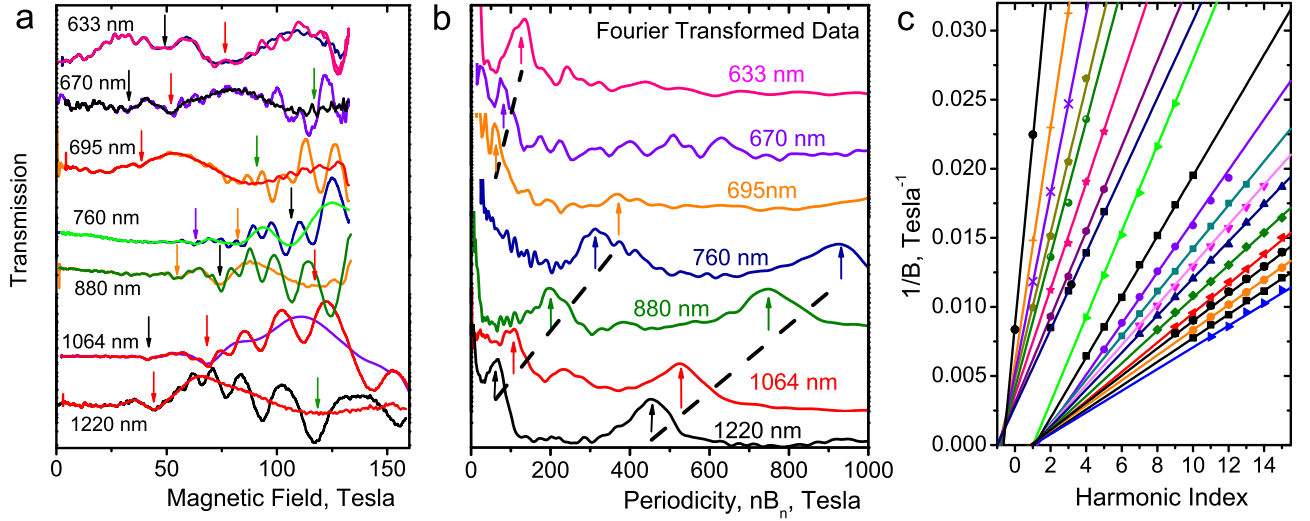 a
633 nm
670 nm
695 nm
760 nm
880 nm
1064 nm
1220 nm
Transmission
0 50 100 150
Magnetic Field, Tesla
b
Fourier Transformed Data
633 nm
670 nm
695nm
760 nm
880 nm
1064 nm
1220 nm
0 200 400 600 800 1000
Periodicity, nBn, Tesla
c
0.030
0.025
0.020
0.015
0.010
0.005
0.000
1/B, Tesla-1
0 2 4 6 8 10 12 14
Harmonic Index